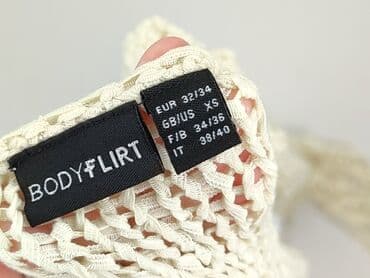 BODYFLIRT
EUR 32/34
GB/US XS
F/B 34/36
IT 38/40